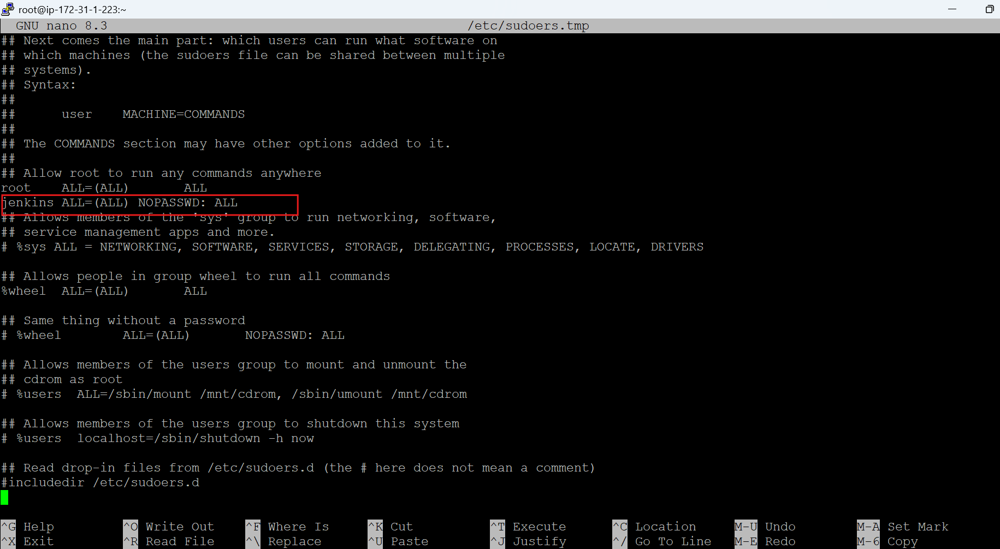 root@ip-172-31-1-223:~
GNU nano 8.3 /etc/sudoers.tmp
## Next comes the main part: which users can run what software on
## which machines (the sudoers file can be shared between multiple
## systems).
## Syntax:
##
##      user    MACHINE=COMMANDS
##
## The COMMANDS section may have other options added to it.
##
## Allow root to run any commands anywhere
root    ALL=(ALL)       ALL
jenkins ALL=(ALL) NOPASSWD: ALL
## Allows members of the 'sys' group to run networking, software,
## service management apps and more.
# %sys ALL = NETWORKING, SOFTWARE, SERVICES, STORAGE, DELEGATING, PROCESSES, LOCATE, DRIVERS
## Allows people in group wheel to run all commands
%wheel  ALL=(ALL)       ALL
## Same thing without a password
# %wheel        ALL=(ALL)       NOPASSWD: ALL
## Allows members of the users group to mount and unmount the
## cdrom as root
# %users  ALL=/sbin/mount /mnt/cdrom, /sbin/umount /mnt/cdrom
## Allows members of the users group to shutdown this system
# %users  localhost=/sbin/shutdown -h now
## Read drop-in files from /etc/sudoers.d (the # here does not mean a comment)
#includedir /etc/sudoers.d
^G Help ^O Write Out ^F Where Is ^K Cut ^T Execute ^C Location M-U Undo M-A Set Mark
^X Exit ^R Read File ^\ Replace ^U Paste ^J Justify ^/ Go To Line M-E Redo M-6 Copy